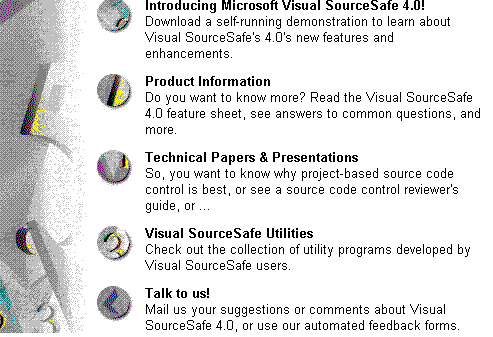 Introducing Microsoft Visual SourceSafe 4.0!
Download a self-running demonstration to learn about
Visual SourceSafe's 4.0's new features and
enhancements.
Product Information
Do you want to know more? Read the Visual SourceSafe
4.0 feature sheet, see answers to common questions, and
more.
Technical Papers & Presentations
So, you want to know why project-based source code
control is best, or see a source code control reviewer's
guide, or ...
Visual SourceSafe Utilities
Check out the collection of utility programs developed by
Visual SourceSafe users.
Talk to us!
Mail us your suggestions or comments about Visual
SourceSafe 4.0, or use our automated feedback forms.